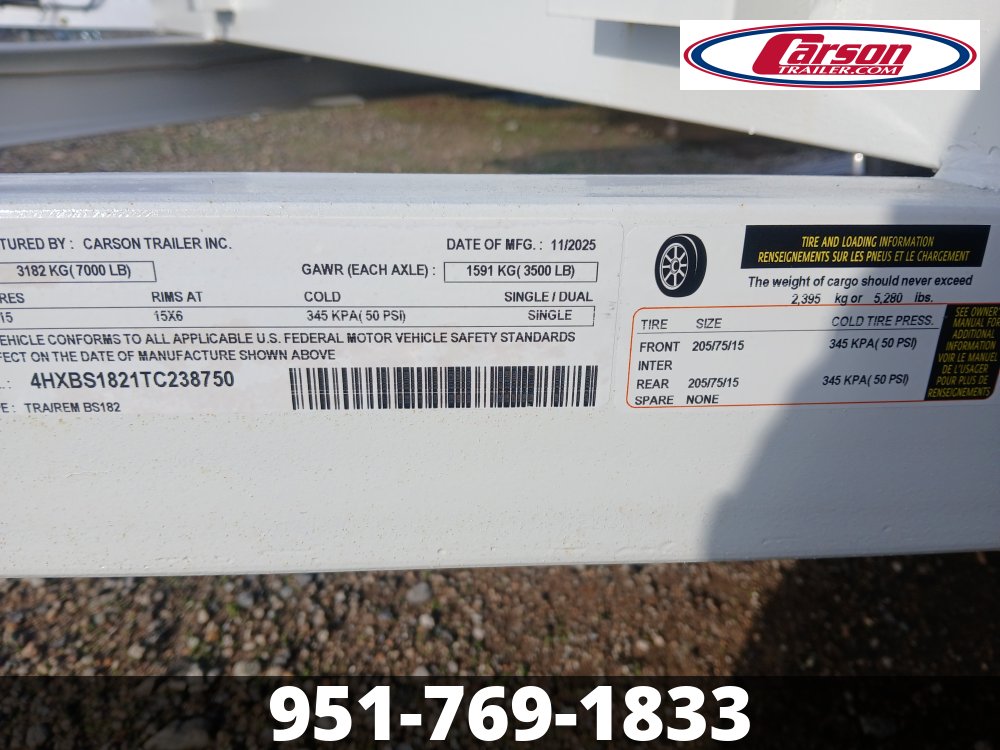 Carson
TRAILER.COM
TURED BY : CARSON TRAILER INC. DATE OF MFG. : 11/2025
3182 KG( 7000 LB) GAWR (EACH AXLE) : 1591 KG( 3500 LB)
RES RIMS AT COLD SINGLE / DUAL
15 15X6 345 KPA( 50 PSI) SINGLE
EHICLE CONFORMS TO ALL APPLICABLE U.S. FEDERAL MOTOR VEHICLE SAFETY STANDARDS
FECT ON THE DATE OF MANUFACTURE SHOWN ABOVE
.: 4HXBS1821TC238750
E : TRA/REM BS182
TIRE AND LOADING INFORMATION
RENSEIGNEMENTS SUR LES PNEUS ET LE CHARGEMENT
The weight of cargo should never exceed
2,395 kg or 5,280 lbs.
TIRE SIZE COLD TIRE PRESS.
FRONT 205/75/15 345 KPA( 50 PSI)
INTER
REAR 205/75/15 345 KPA( 50 PSI)
SPARE NONE
SEE OWNER'
MANUAL FOR
ADDITIONAL
INFORMATION
VOIR LE MANUEL
DE L'USAGER
POUR PLUS DE
RENSEIGNEMENTS
951-769-1833